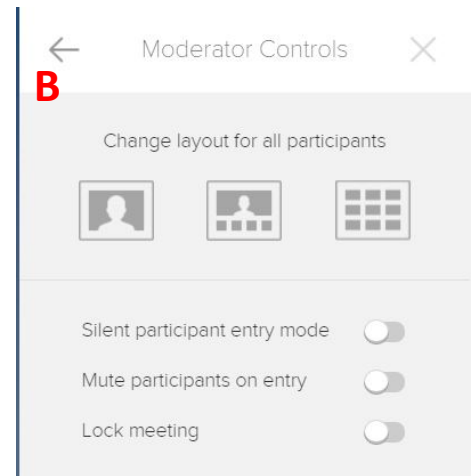 Moderator Controls
B
Change layout for all participants
Silent participant entry mode
Mute participants on entry
Lock meeting